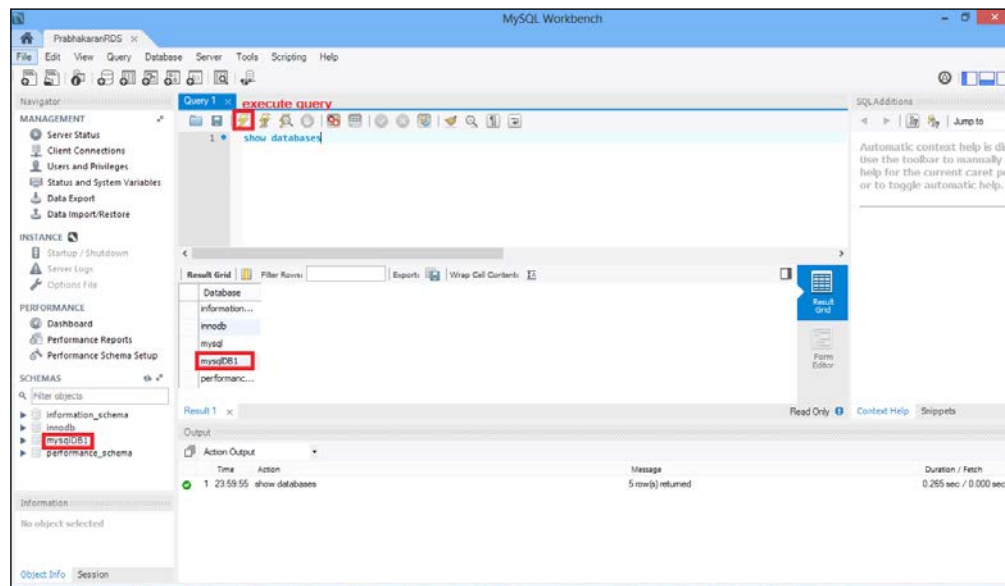 MySQL Workbench
PrabhakaranRDS
File Edit View Query Database Server Tools Scripting Help
Navigator
MANAGEMENT
Server Status
Client Connections
Users and Privileges
Status and System Variables
Data Export
Data Import/Restore
INSTANCE
Startup / Shutdown
Server Logs
Options File
PERFORMANCE
Dashboard
Performance Reports
Performance Schema Setup
SCHEMAS
Filter objects
information_schema
innodb
mysqlDB1
performance_schema
Information
No object selected
Object Info Session
Query 1
execute query
1 show databases
Result Grid Filter Rows: Export: Wrap Cell Content:
Database
information...
innodb
mysql
mysqlDB1
performanc...
Result Grid
Form Editor
Result 1
Read Only
Output
Action Output
Time Action Message Duration / Fetch
1 23:59:55 show databases 5 row(s) returned 0.265 sec / 0.000 sec
SQLAdditions
Jump to
Automatic context help is di
Use the toolbar to manually
help for the current caret p
or to toggle automatic help.
Context Help Snippets